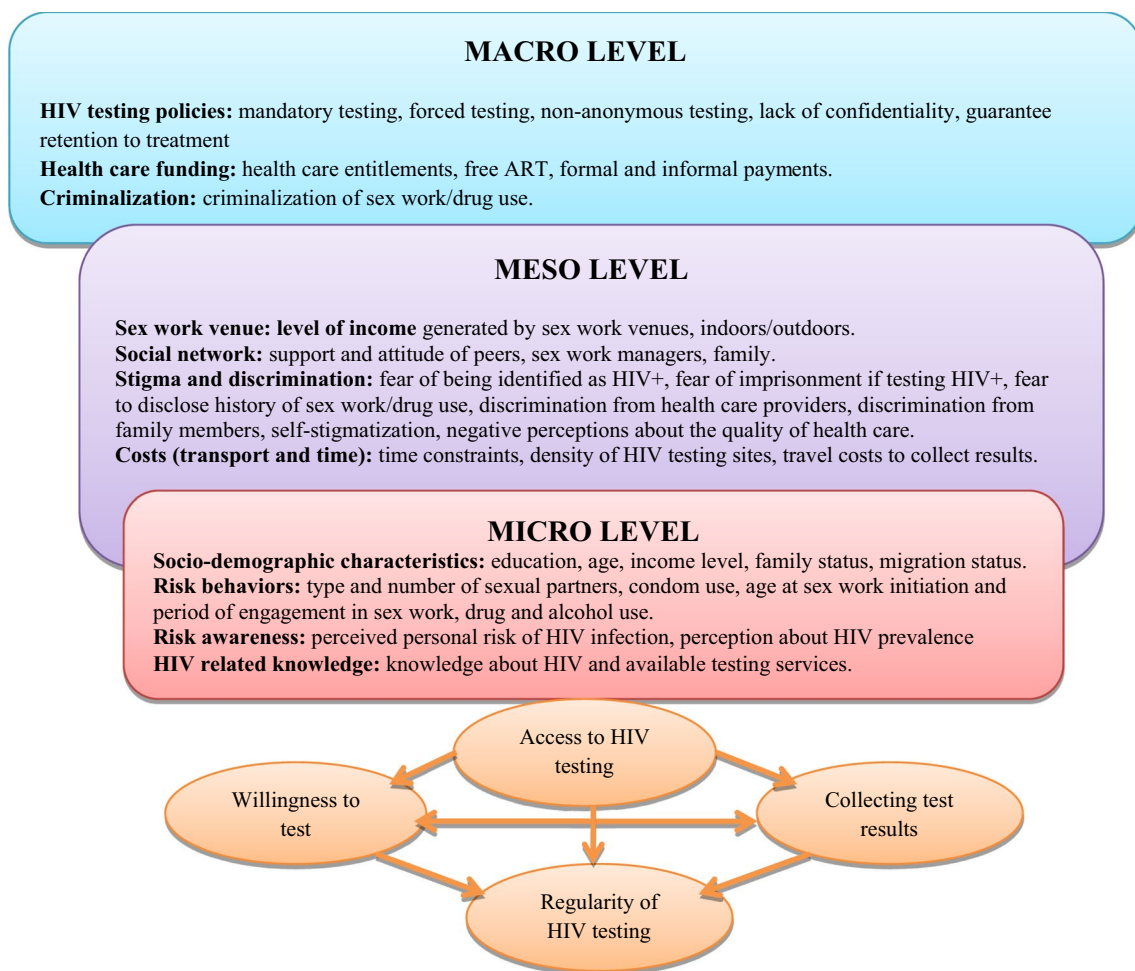 MACRO LEVEL
HIV testing policies: mandatory testing, forced testing, non-anonymous testing, lack of confidentiality, guarantee
retention to treatment
Health care funding: health care entitlements, free ART, formal and informal payments.
Criminalization: criminalization of sex work/drug use.
MESO LEVEL
Sex work venue: level of income generated by sex work venues, indoors/outdoors.
Social network: support and attitude of peers, sex work managers, family.
Stigma and discrimination: fear of being identified as HIV+, fear of imprisonment if testing HIV+, fear
to disclose history of sex work/drug use, discrimination from health care providers, discrimination from
family members, self-stigmatization, negative perceptions about the quality of health care.
Costs (transport and time): time constraints, density of HIV testing sites, travel costs to collect results.
MICRO LEVEL
Socio-demographic characteristics: education, age, income level, family status, migration status.
Risk behaviors: type and number of sexual partners, condom use, age at sex work initiation and
period of engagement in sex work, drug and alcohol use.
Risk awareness: perceived personal risk of HIV infection, perception about HIV prevalence
HIV related knowledge: knowledge about HIV and available testing services.
Access to HIV
testing
Willingness to
test
Collecting test
results
Regularity of
HIV testing